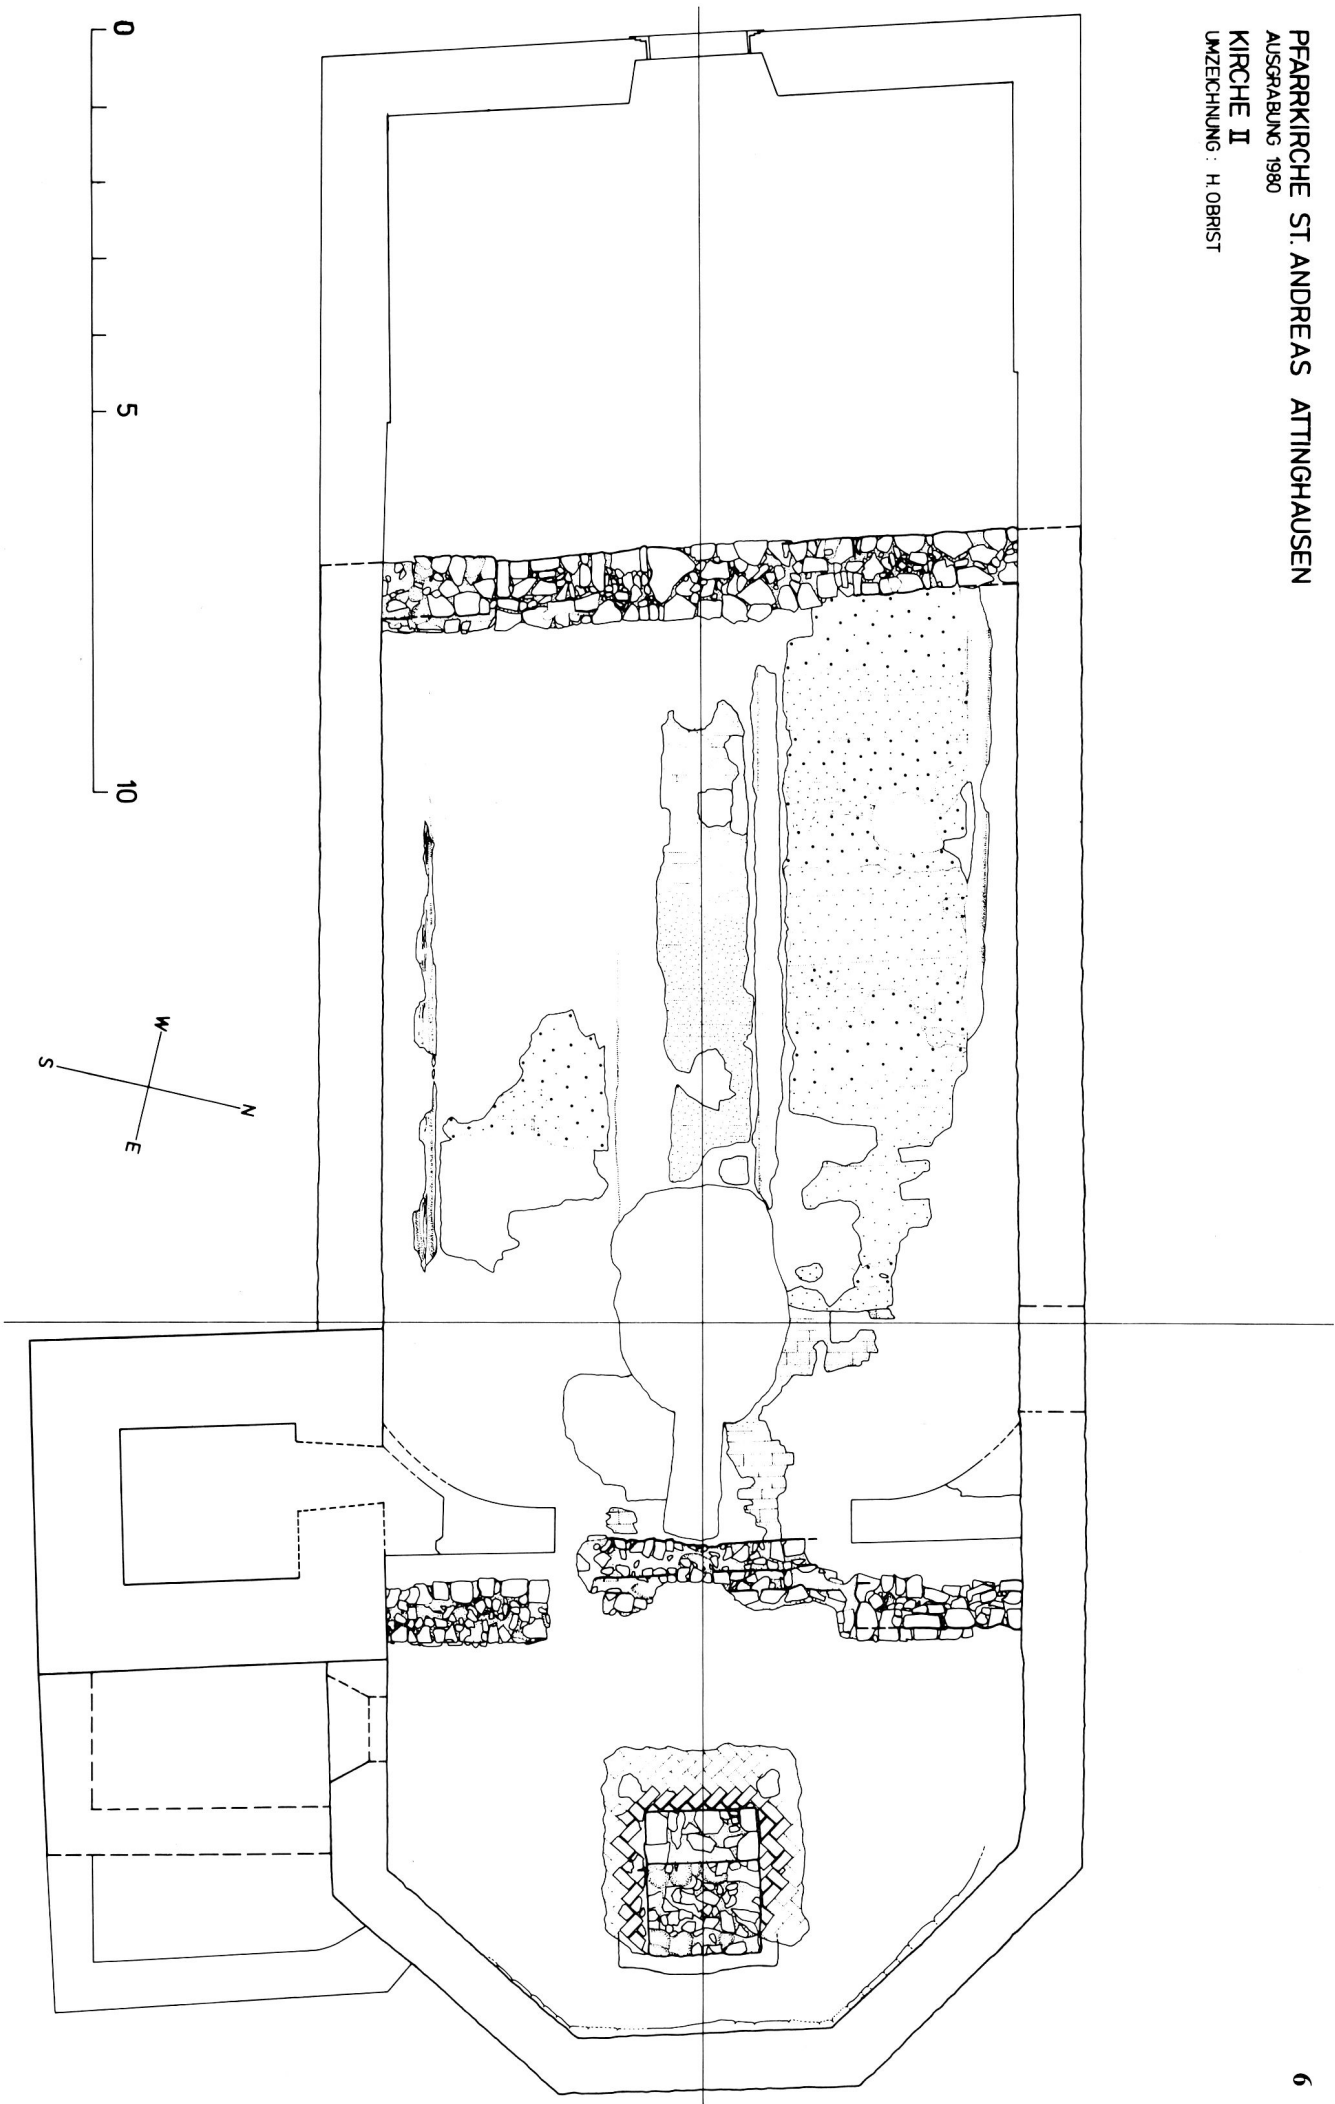 PFARRKIRCHE ST. ANDREAS ATTINGHAUSEN
AUSGRABUNG 1980
KIRCHE II
UMZEICHNUNG : H. OBRIST
0
5
10
W
S
N
E
6